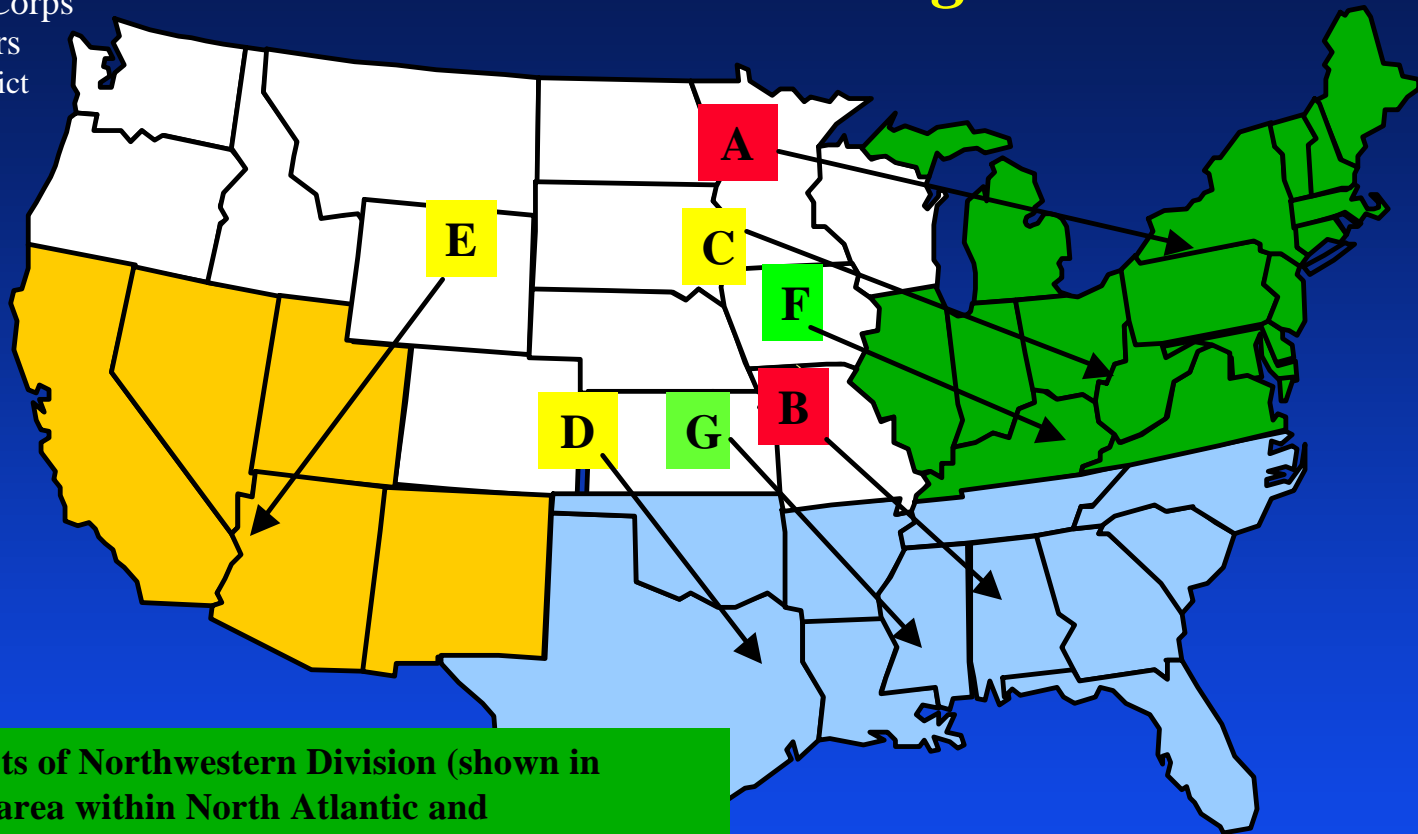 Corps
rs
ict
g
A
E
C
F
B
D
G
ts of Northwestern Division (shown in
area within North Atlantic and